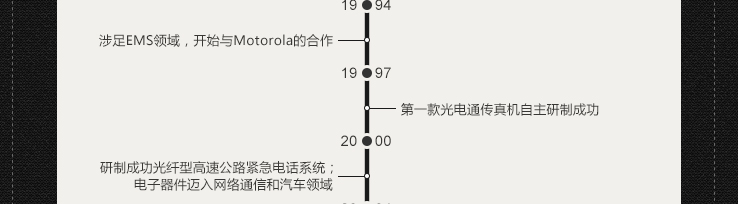 1994
涉足EMS领域，开始与Motorola的合作
1997
第一款光电通传真机自主研制成功
2000
研制成功光纤型高速公路紧急电话系统；
电子器件迈入网络通信和汽车领域